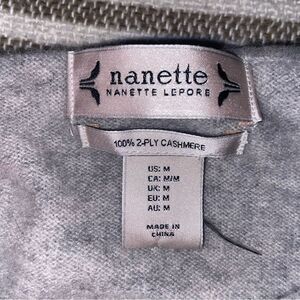 nanette
NANETTE LEPORE
100% 2-PLY CASHMERE
US: M
CA: M/M
UK: M
EU: M
AU: M
MADE IN
CHINA